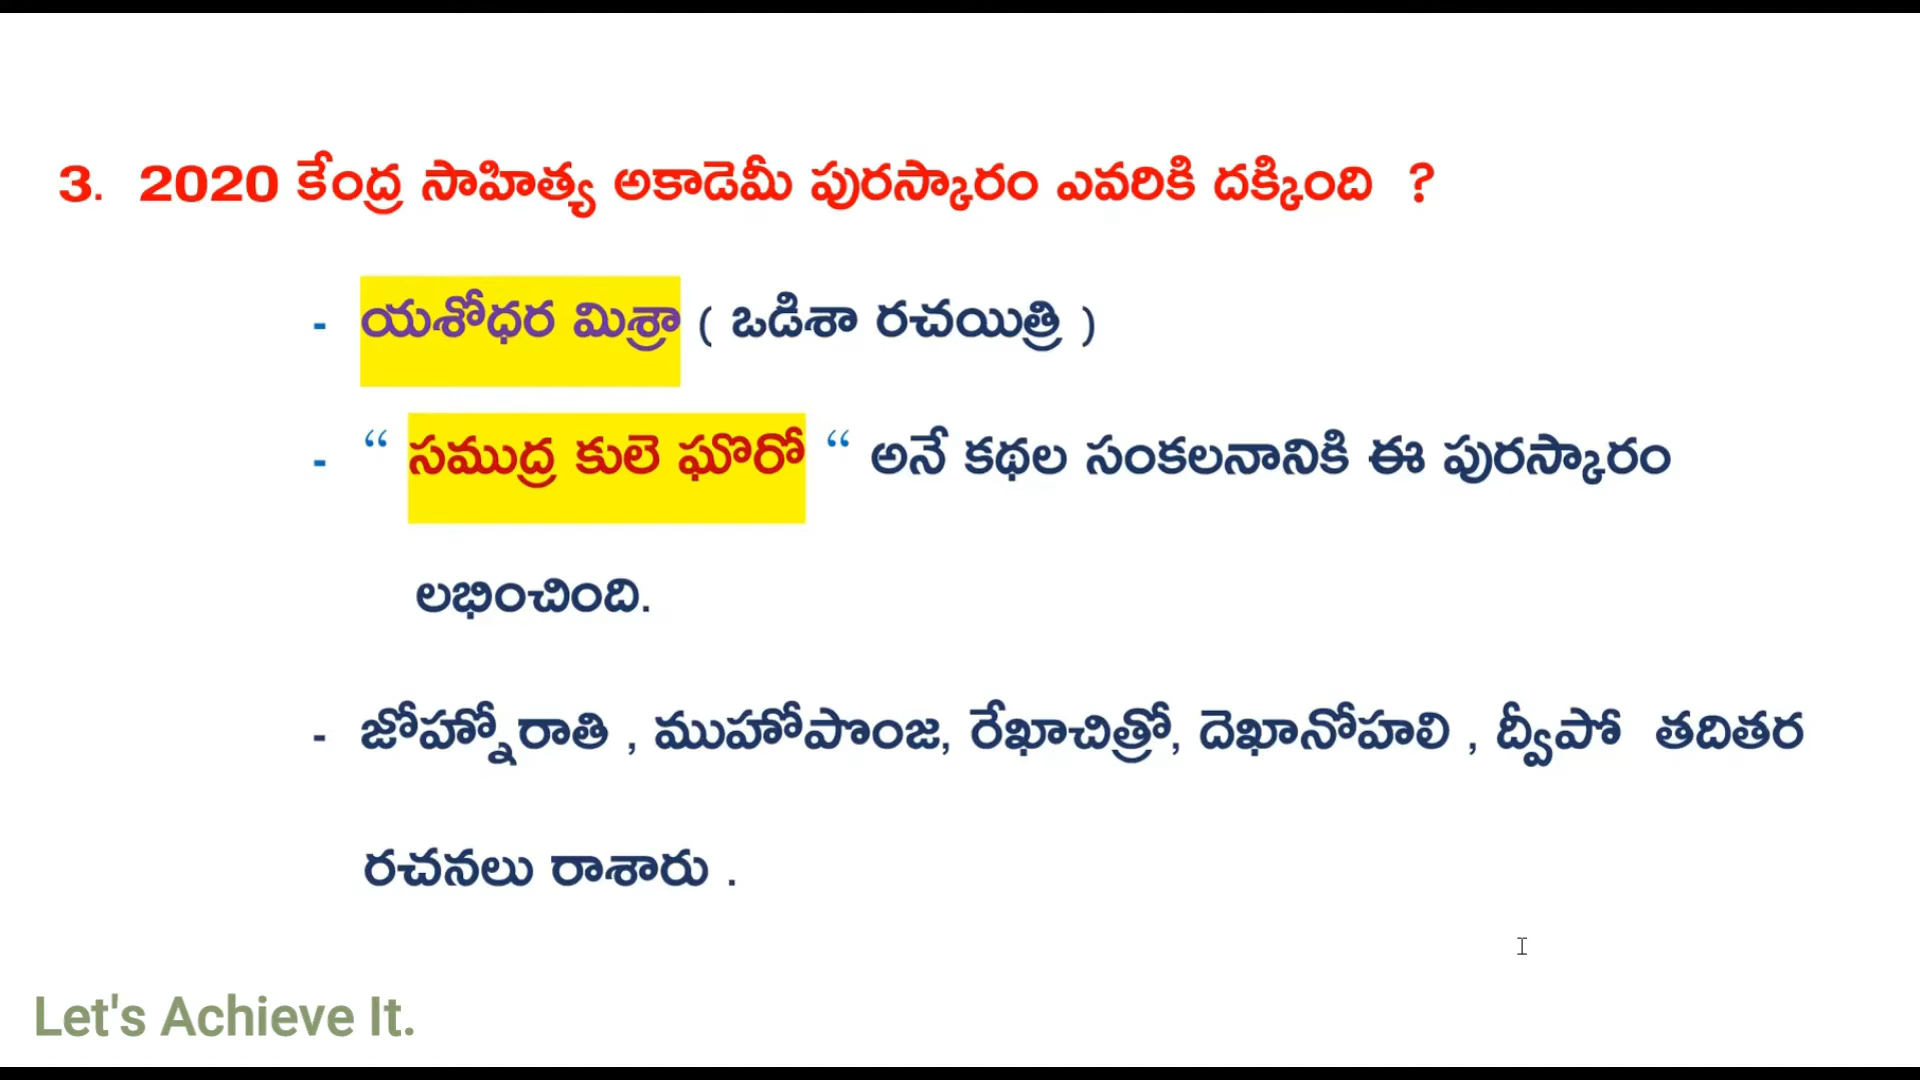 3. 2020 కేంద్ర సాహిత్య అకాడెమీ పురస్కారం ఎవరికి దక్కింది ?
- యశోధర మిశ్రా ( ఒడిశా రచయిత్రి )
- “ సముద్ర కులె ఘొరో “ అనే కథల సంకలనానికి ఈ పురస్కారం
లభించింది.
- జోహ్నోరాతి , ముహోపొంజ, రేఖాచిత్రో, దెఖానోహలి , ద్వీపో తదితర
రచనలు రాశారు .
Let's Achieve It.